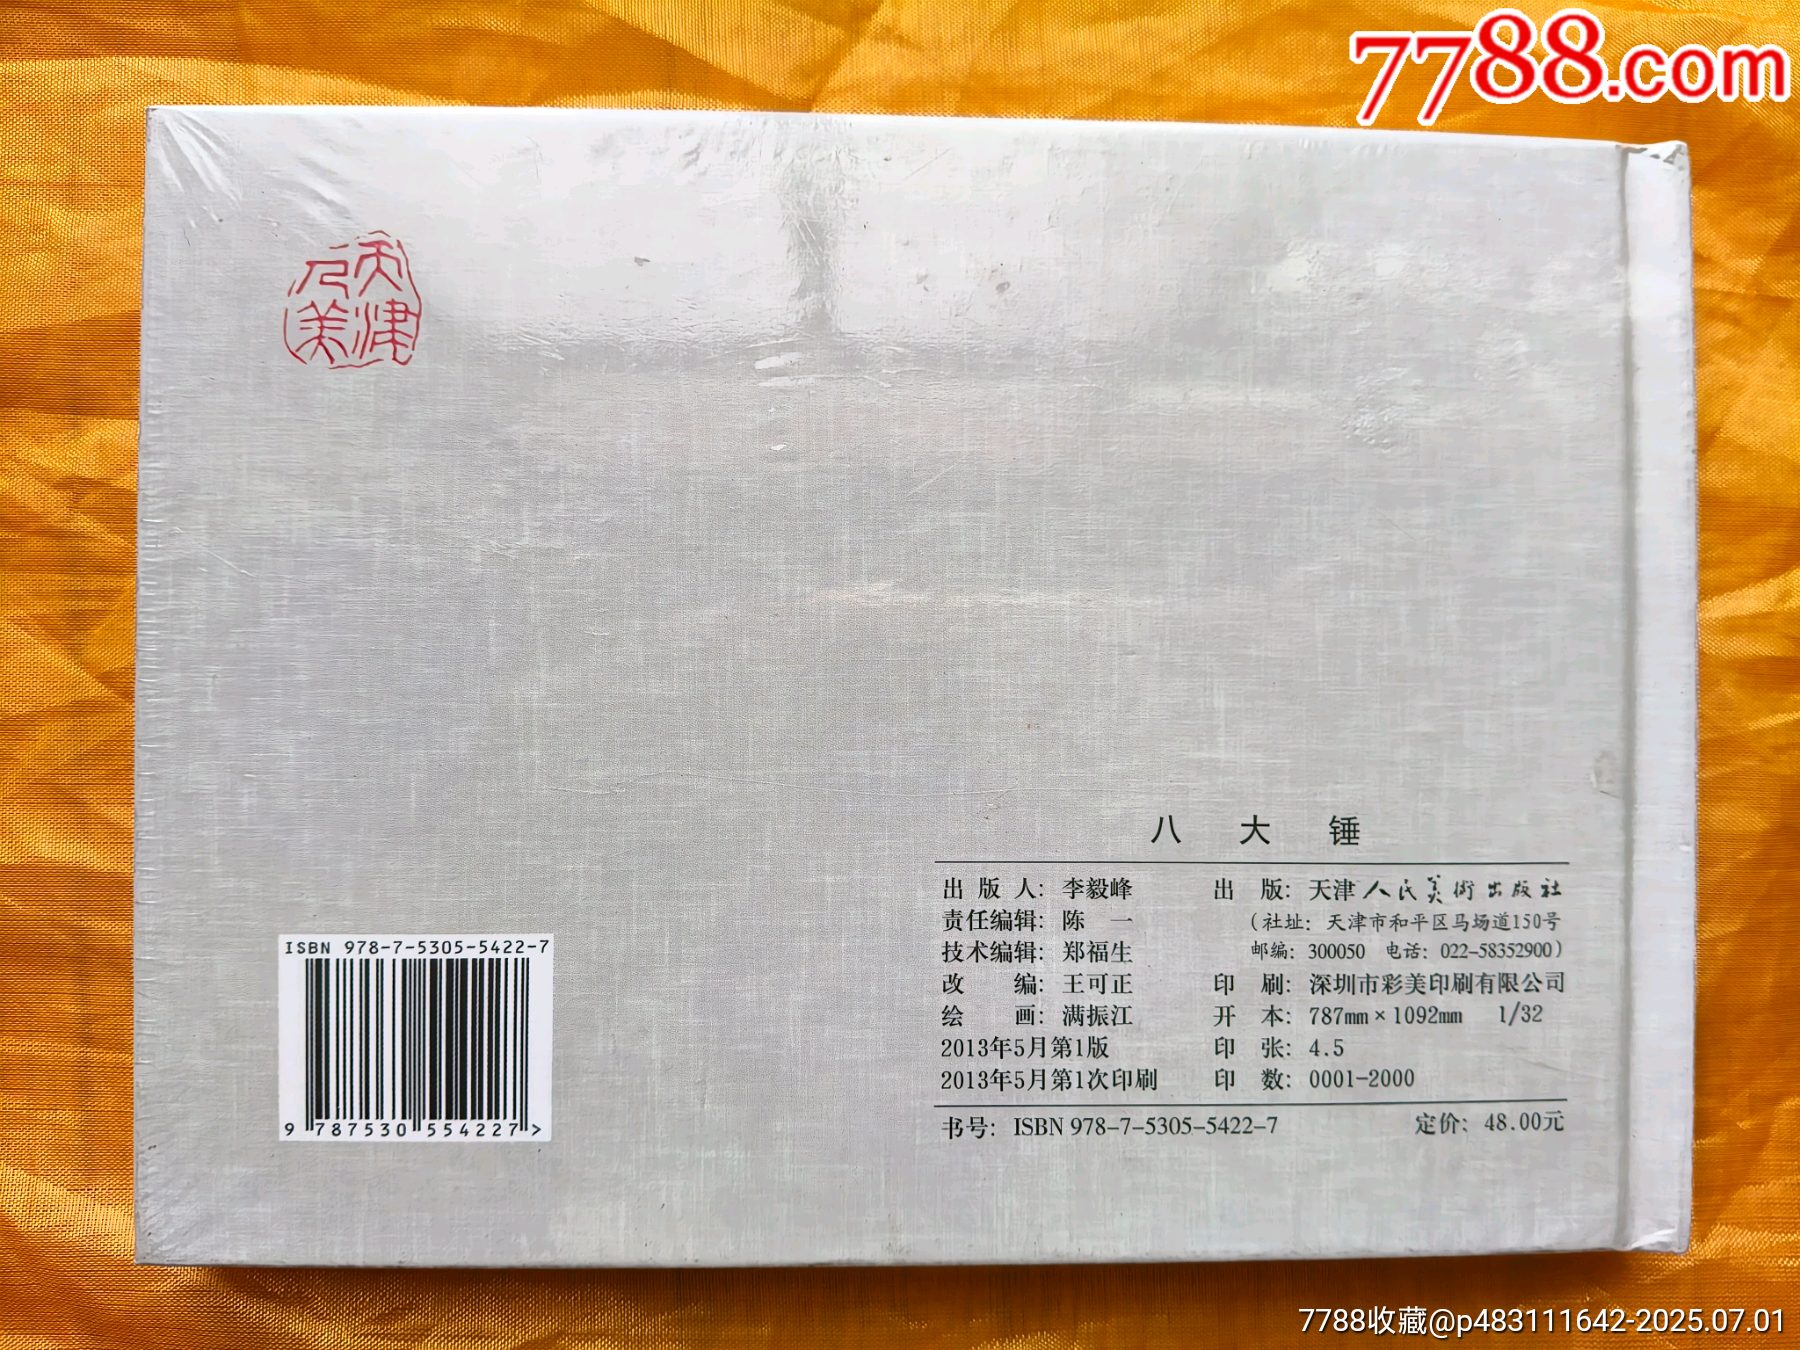 7788.com
天津人美
八大锤
出版人：李毅峰
责任编辑：陈一
技术编辑：郑福生
改编：王可正
绘画：满振江
2013年5月第1版
2013年5月第1次印刷
出版：天津人民美術出版社
（社址：天津市和平区马场道150号
邮编：300050 电话：022-58352900）
印刷：深圳市彩美印刷有限公司
开本：787mm×1092mm 1/32
印张：4.5
印数：0001-2000
书号：ISBN 978-7-5305-5422-7
定价：48.00元
ISBN 978-7-5305-5422-7
9 787530 554227 >
7788收藏@p483111642-2025.07.01